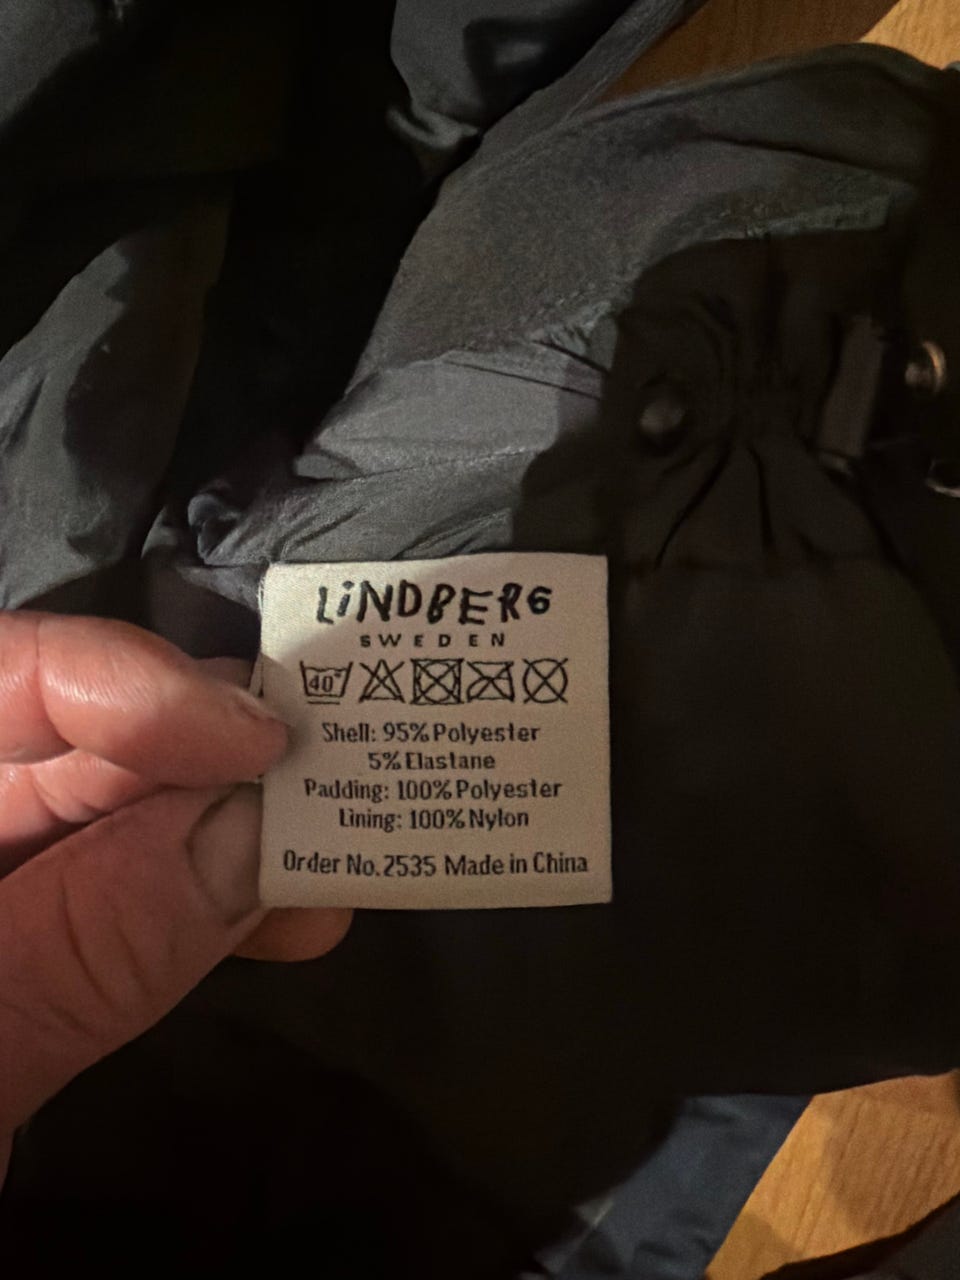 LiNDBERG
SWEDEN
40°
Shell: 95% Polyester
5% Elastane
Padding: 100% Polyester
Lining: 100% Nylon
Order No. 2535 Made in China